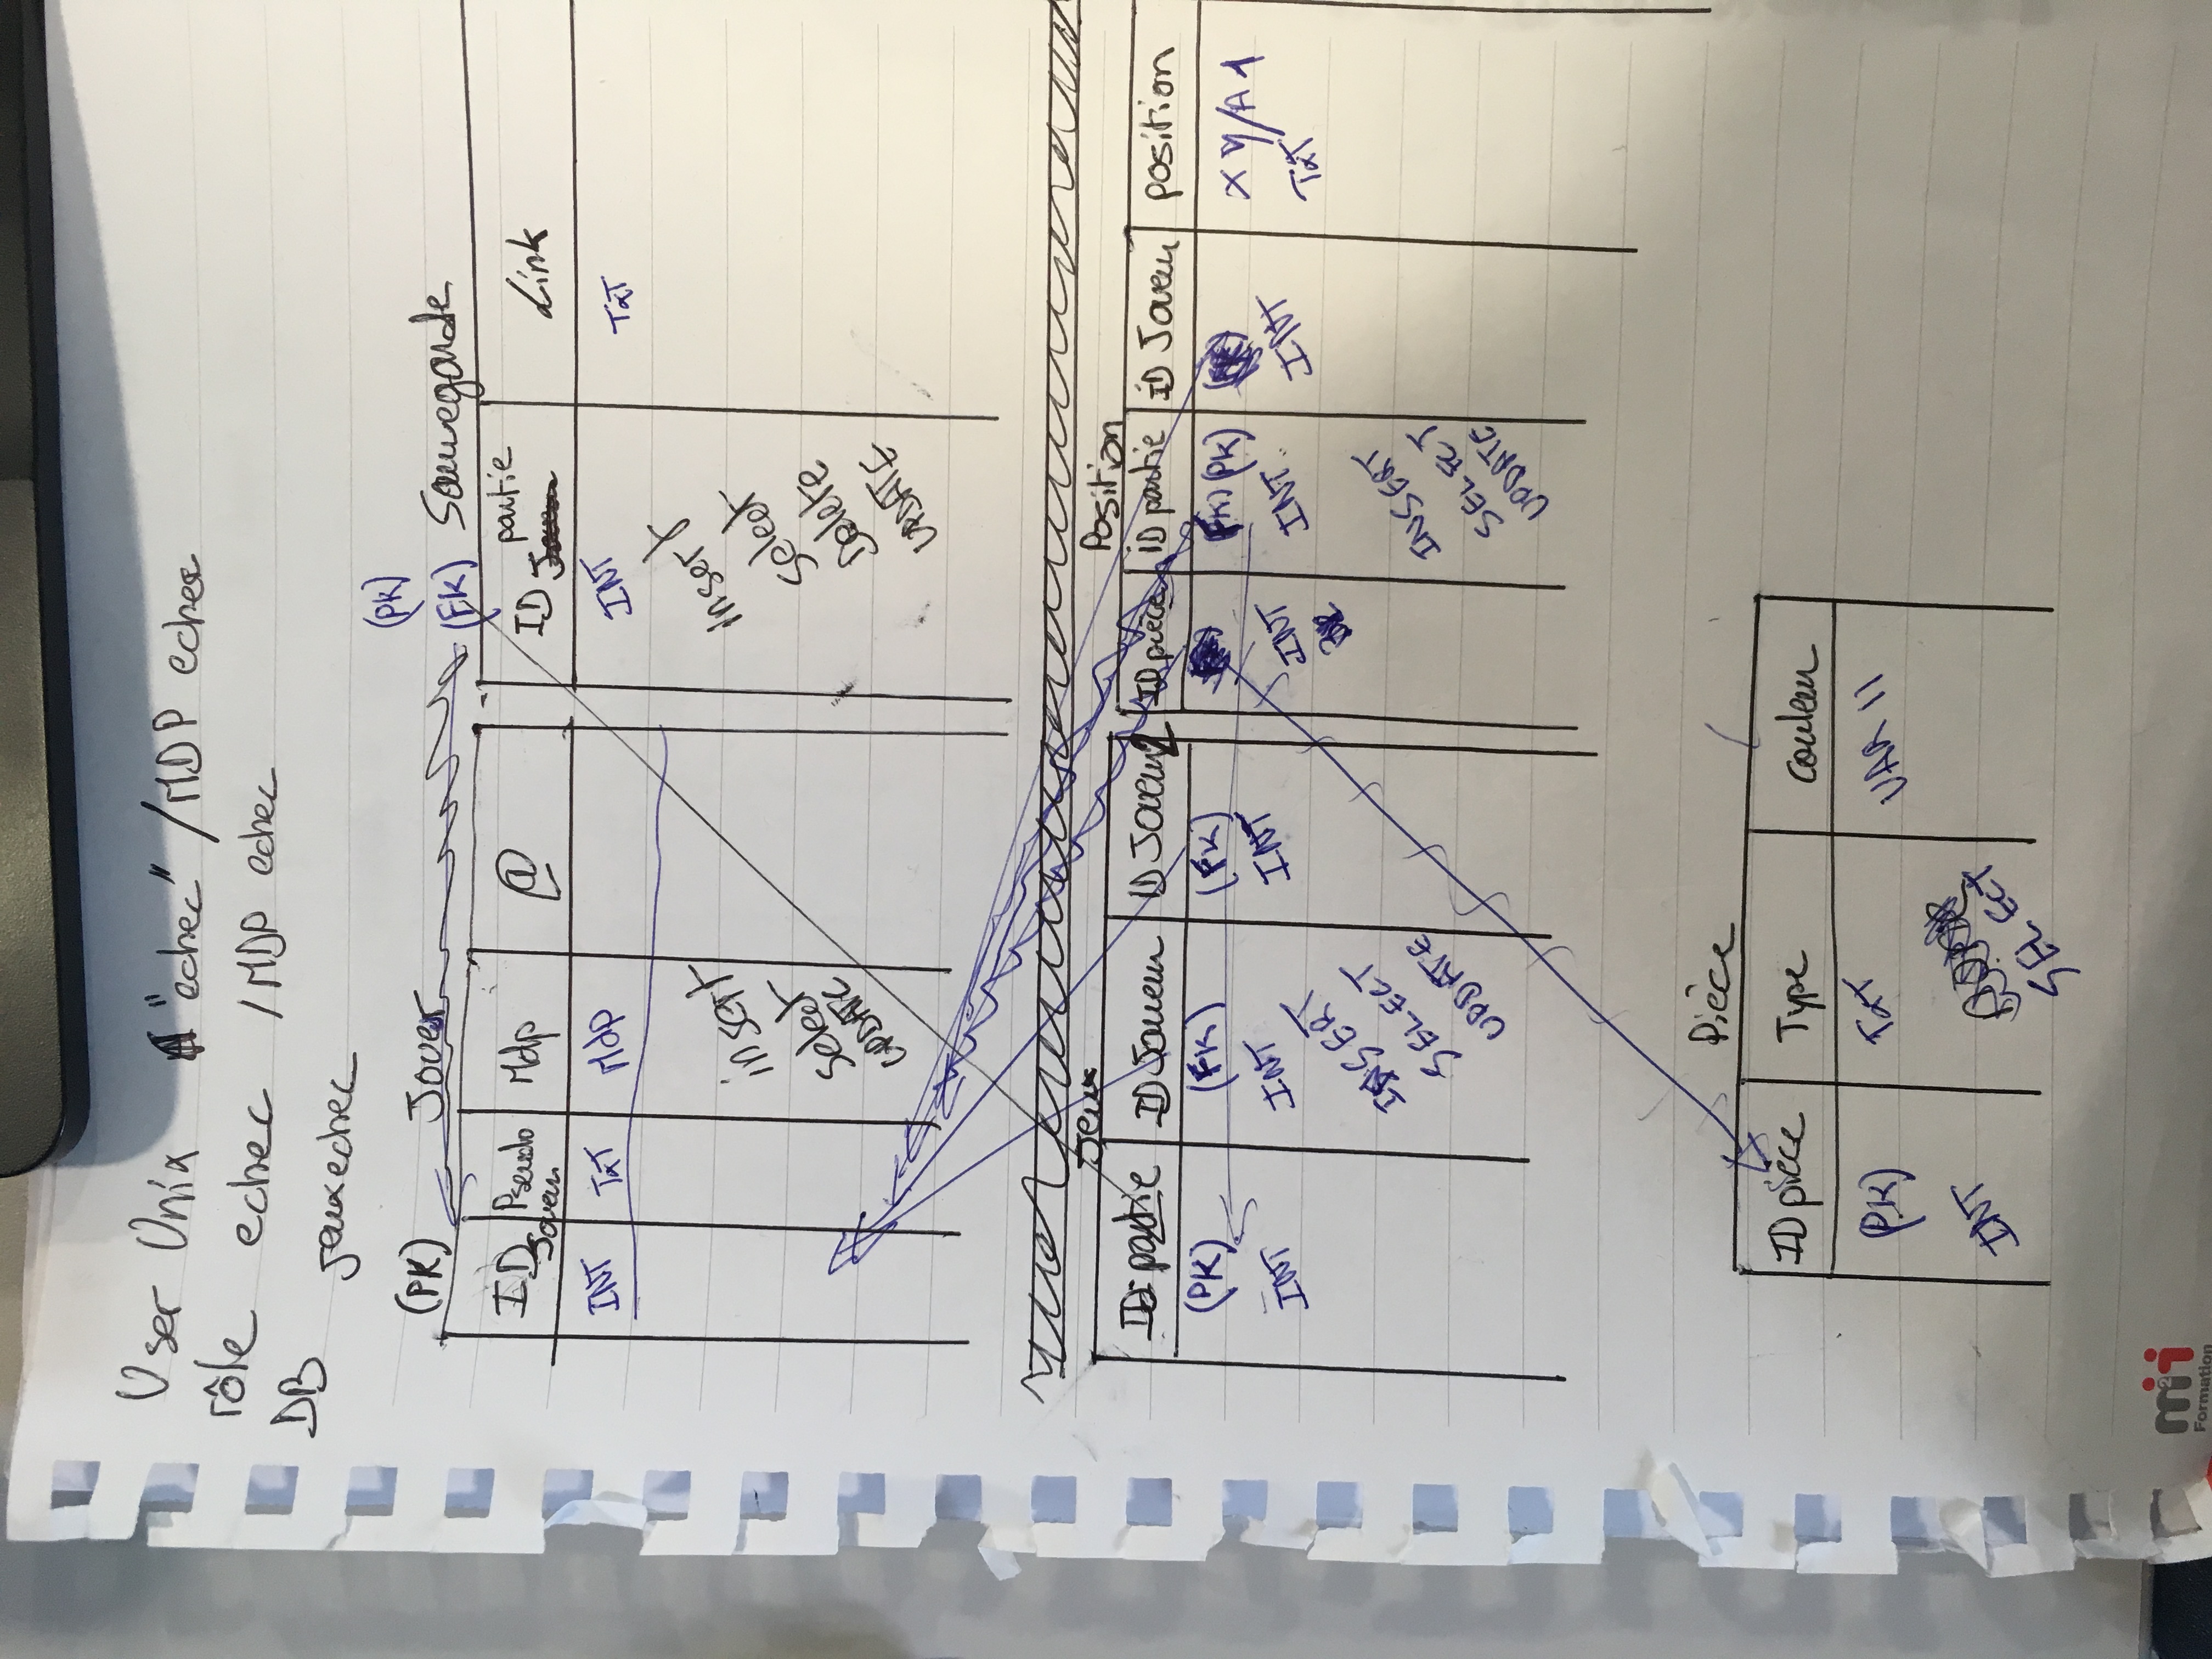 User Unix "echec" / MDP echec
rôle echec / MDP echec
DB jeuxechec
(PK) Jouer
(PK)
(FK) Sauvegarde
ID Joueur Pseudo Mdp @
ID partie Link
INT TxT Mdp
INT TxT
insert
select
UPDATE
insert
select
Delete
UPDATE
Jeux
ID partie ID Joueur ID Joueur 2
(PK) (FK) (FK)
INT INT INT
INSERT
SELECT
UPDATE
Position
ID pièce iD partie iD Joueur position
(FK) (PK) X Y/A 1
INT INT INT TxT
INSERT
SELECT
UPDATE
Pièce
ID pièce Type couleur
(PK) TxT VAR 11
INT
SELECT
m2i
Formation